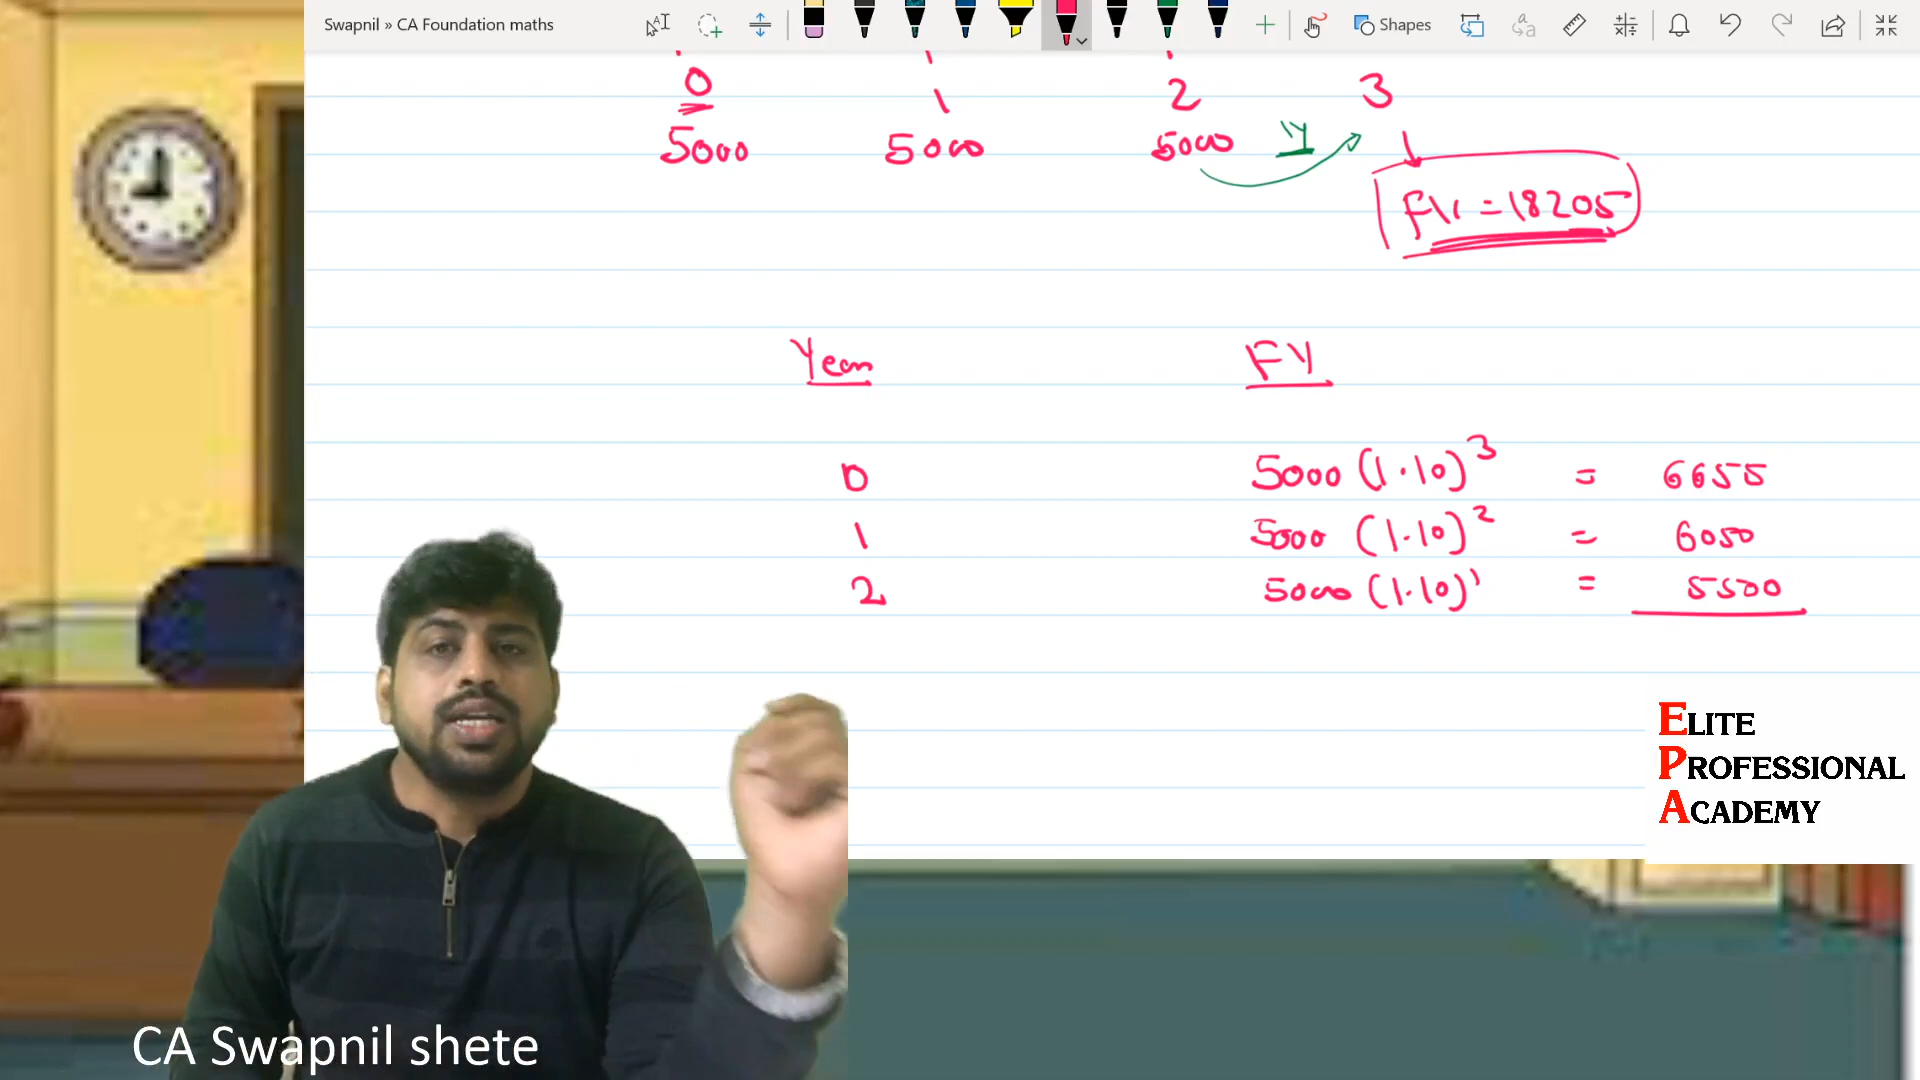 Swapnil » CA Foundation maths
Shapes
0 1 2 3
5000 5000 5000 1Y
FV = 18205
Year FV
0 5000 (1.10)^3 = 6655
1 5000 (1.10)^2 = 6050
2 5000 (1.10)^1 = 5500
ELITE
PROFESSIONAL
ACADEMY
CA Swapnil shete